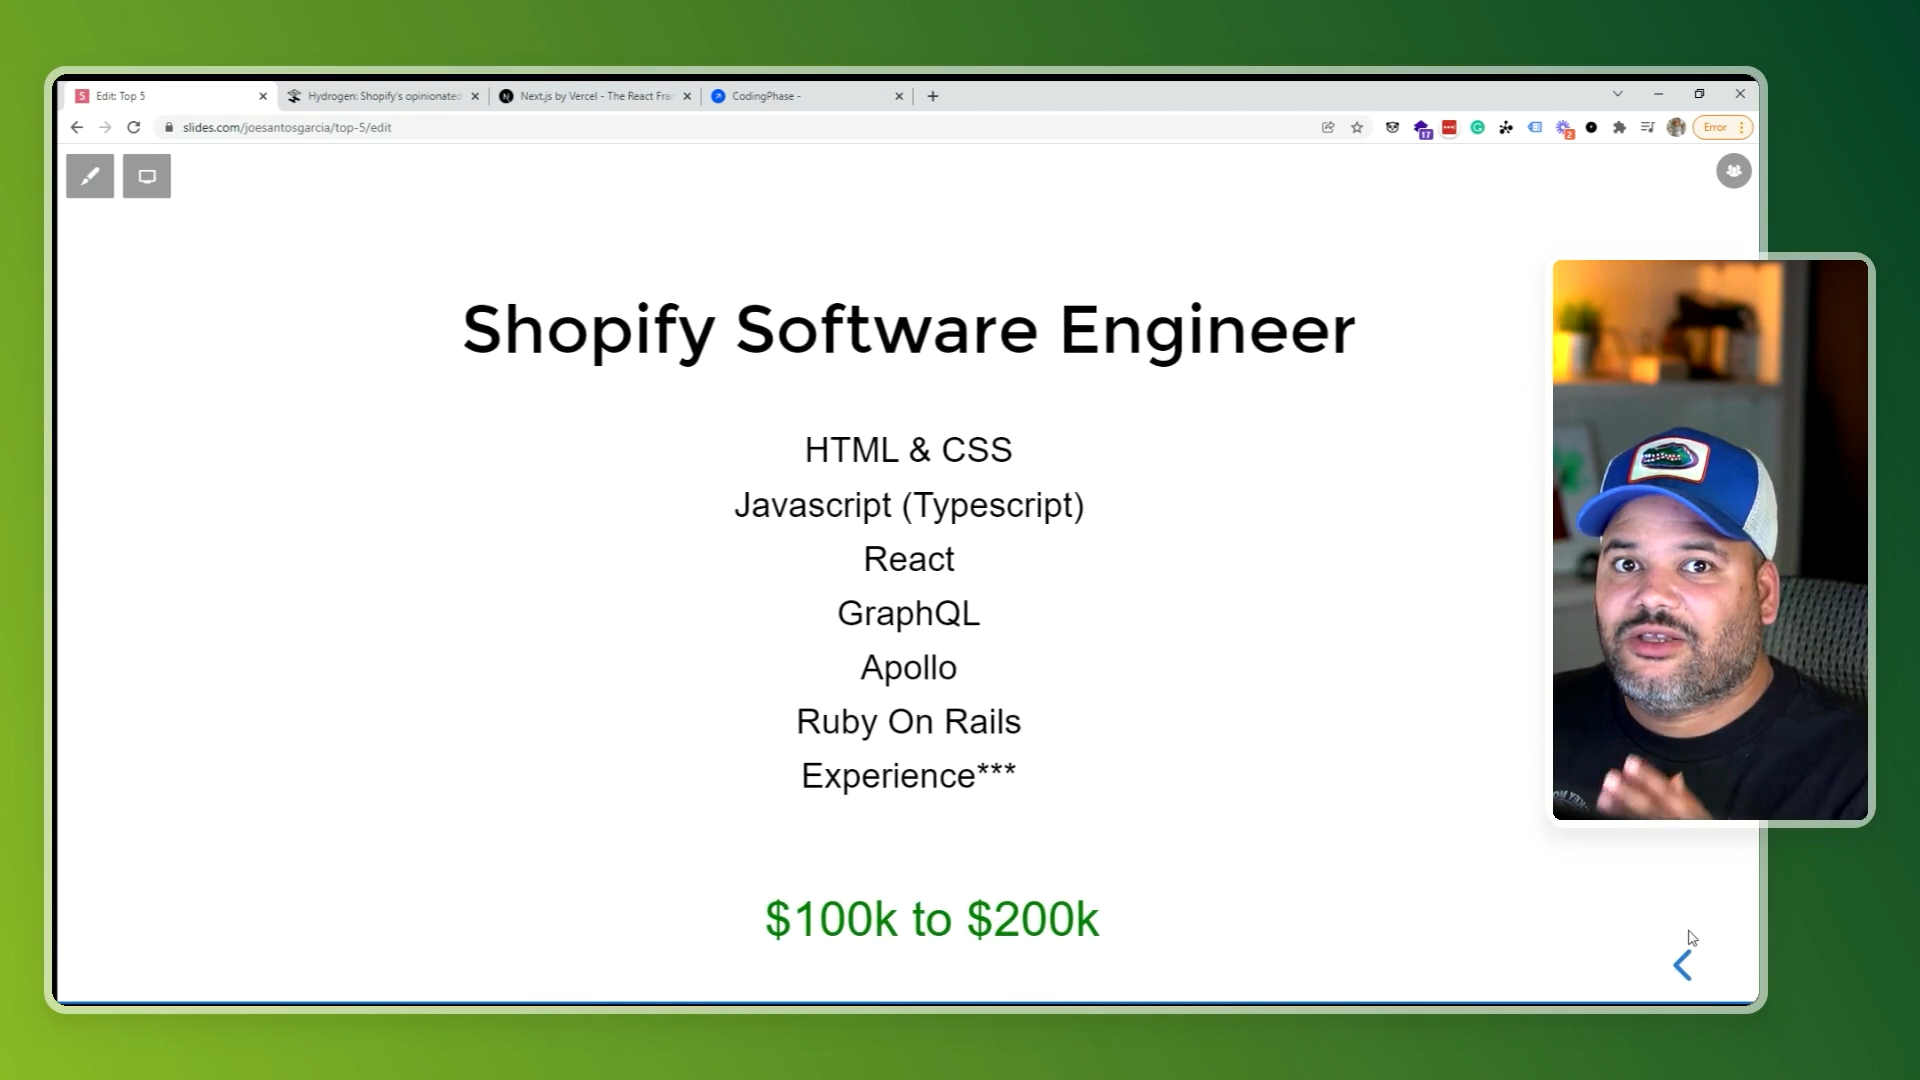 Edit: Top 5
Hydrogen: Shopify's opinionated
Next.js by Vercel - The React Fra
CodingPhase -
slides.com/joesantosgarcia/top-5/edit
17
2
Error
Shopify Software Engineer
HTML & CSS
Javascript (Typescript)
React
GraphQL
Apollo
Ruby On Rails
Experience***
$100k to $200k